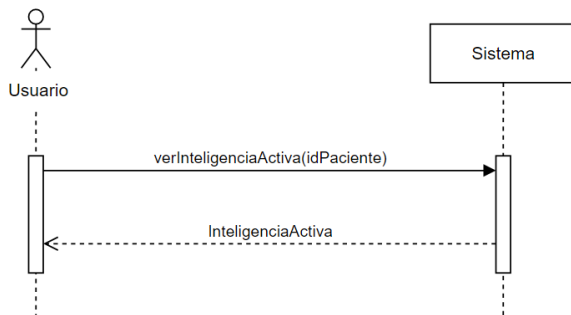 Usuario
Sistema
verInteligenciaActiva(idPaciente)
InteligenciaActiva